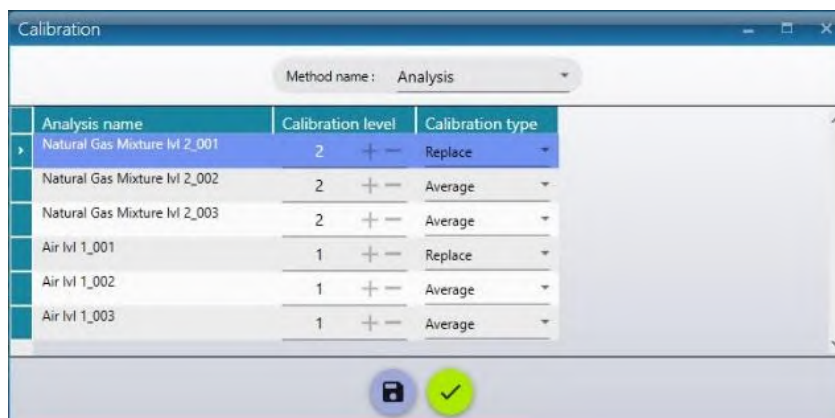 Calibration
Method name : Analysis
Analysis name Calibration level Calibration type
Natural Gas Mixture lvl 2_001 2 Replace
Natural Gas Mixture lvl 2_002 2 Average
Natural Gas Mixture lvl 2_003 2 Average
Air lvl 1_001 1 Replace
Air lvl 1_002 1 Average
Air lvl 1_003 1 Average